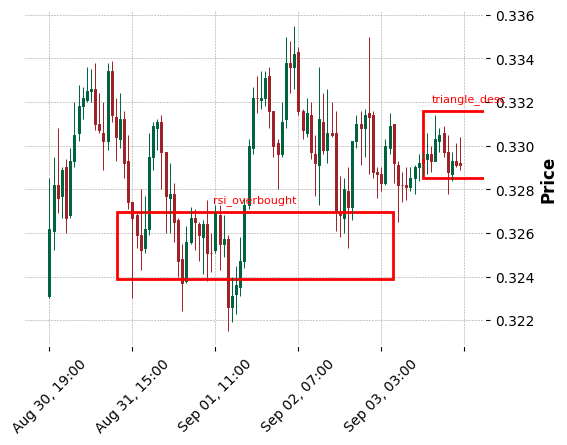 0.336
0.334
triangle_desc
0.332
0.330
Price
rsi_overbought
0.328
0.326
0.324
0.322
Aug 30, 19:00
Aug 31, 15:00
Sep 01, 11:00
Sep 02, 07:00
Sep 03, 03:00